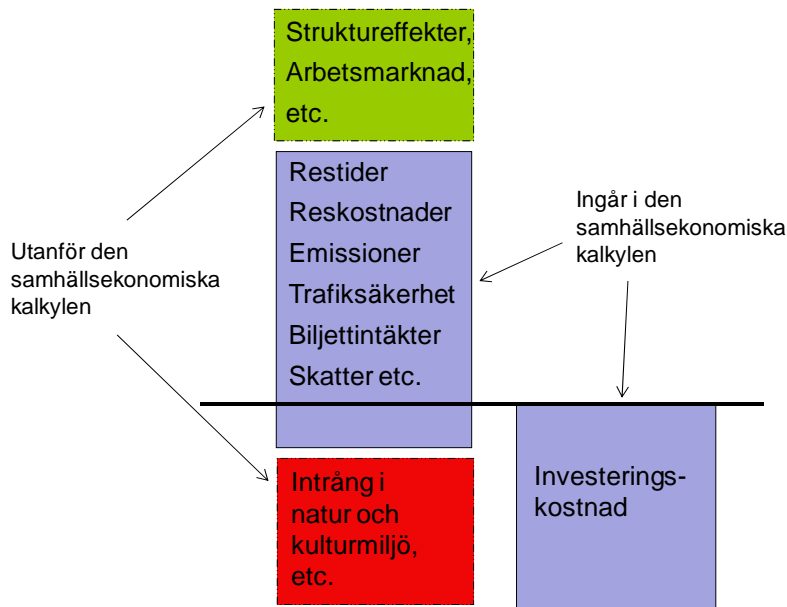 Struktureffekter,
Arbetsmarknad,
etc.
Restider
Reskostnader
Emissioner
Trafiksäkerhet
Biljettintäkter
Skatter etc.
Ingår i den
samhällsekonomiska
kalkylen
Utanför den
samhällsekonomiska
kalkylen
Intrång i
natur och
kulturmiljö,
etc.
Investerings-
kostnad